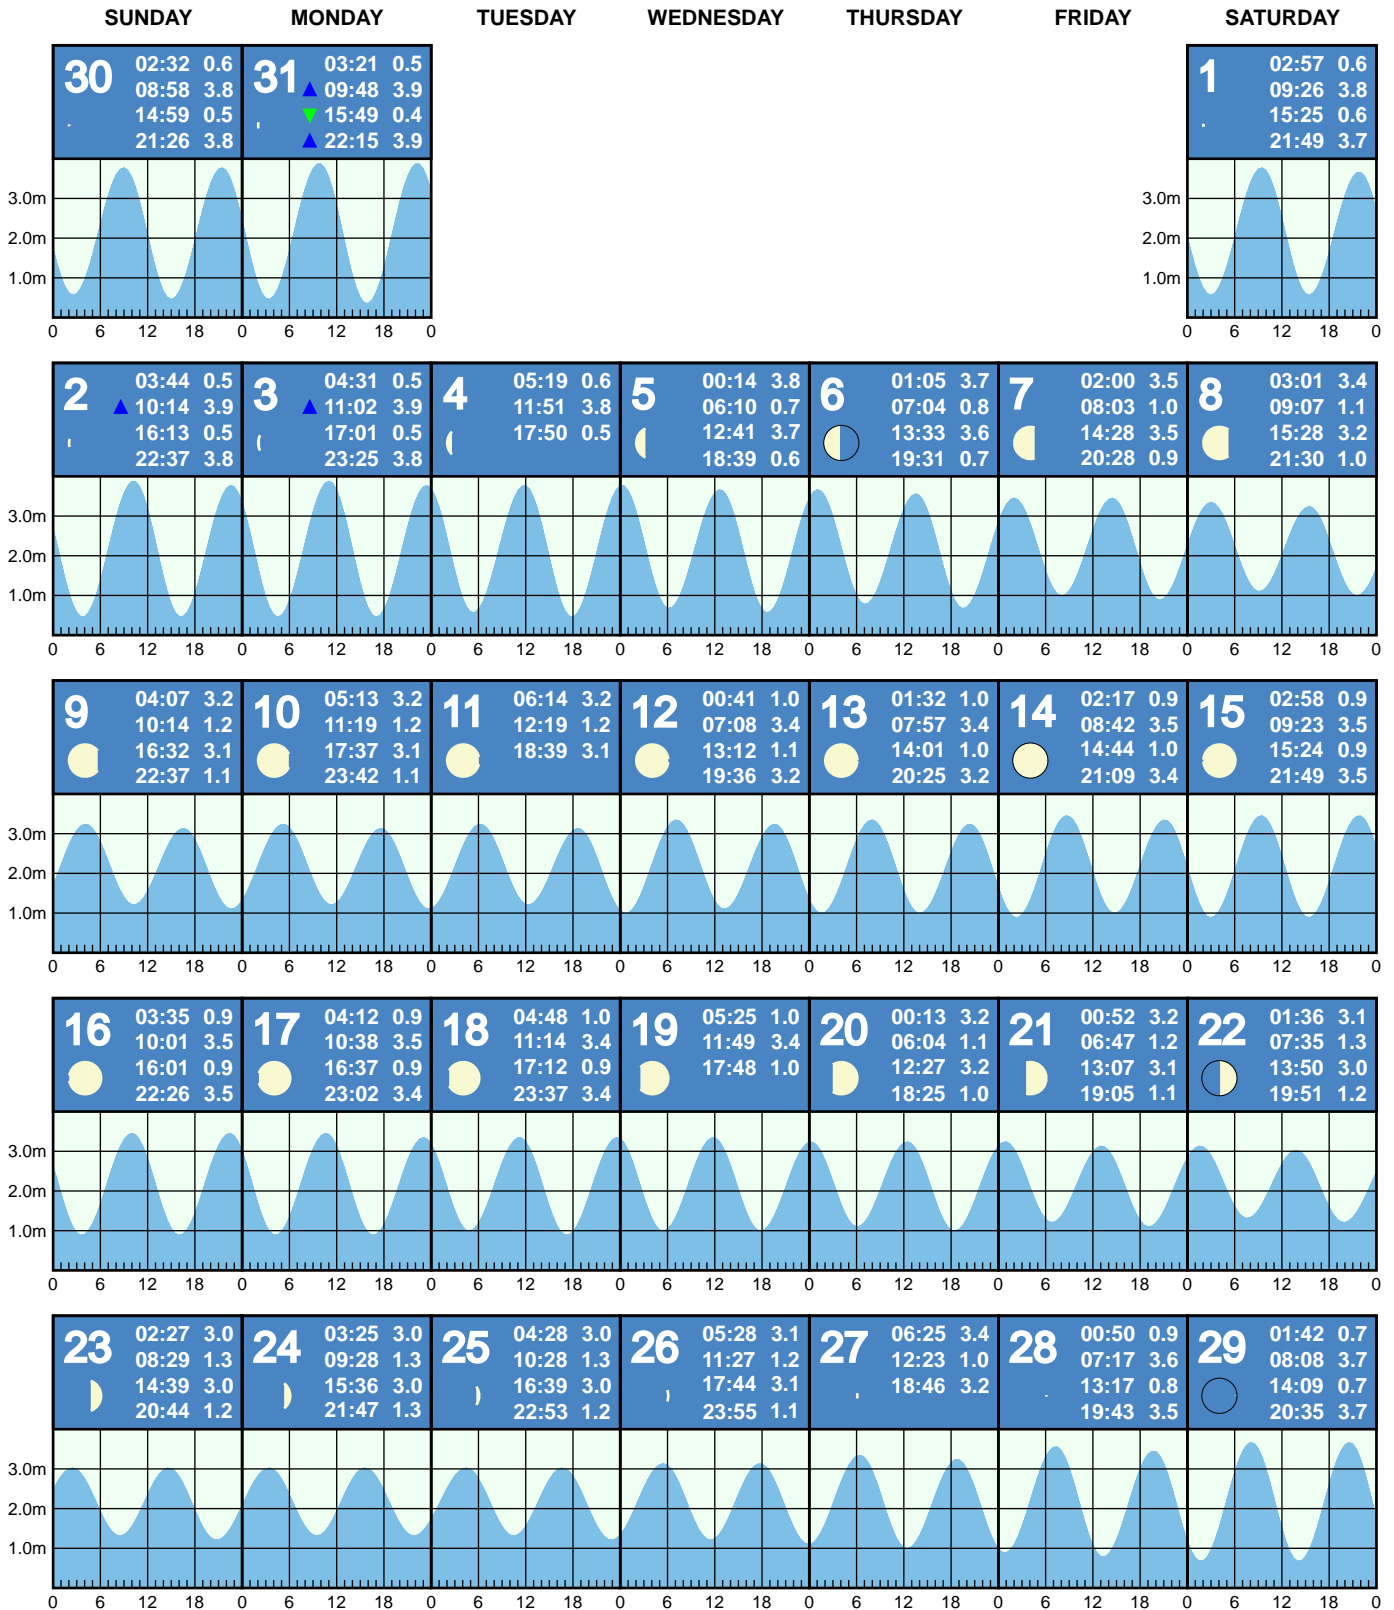 SUNDAY MONDAY TUESDAY WEDNESDAY THURSDAY FRIDAY SATURDAY
30 02:32 0.6
08:58 3.8
14:59 0.5
21:26 3.8
31 03:21 0.5
09:48 3.9
15:49 0.4
22:15 3.9
1 02:57 0.6
09:26 3.8
15:25 0.6
21:49 3.7
3.0m 3.0m
2.0m 2.0m
1.0m 1.0m
0 6 12 18 0 6 12 18 0 0 6 12 18 0
2 03:44 0.5
10:14 3.9
16:13 0.5
22:37 3.8
3 04:31 0.5
11:02 3.9
17:01 0.5
23:25 3.8
4 05:19 0.6
11:51 3.8
17:50 0.5
5 00:14 3.8
06:10 0.7
12:41 3.7
18:39 0.6
6 01:05 3.7
07:04 0.8
13:33 3.6
19:31 0.7
7 02:00 3.5
08:03 1.0
14:28 3.5
20:28 0.9
8 03:01 3.4
09:07 1.1
15:28 3.2
21:30 1.0
3.0m
2.0m
1.0m
0 6 12 18 0 6 12 18 0 6 12 18 0 6 12 18 0 6 12 18 0 6 12 18 0 6 12 18 0
9 04:07 3.2
10:14 1.2
16:32 3.1
22:37 1.1
10 05:13 3.2
11:19 1.2
17:37 3.1
23:42 1.1
11 06:14 3.2
12:19 1.2
18:39 3.1
12 00:41 1.0
07:08 3.4
13:12 1.1
19:36 3.2
13 01:32 1.0
07:57 3.4
14:01 1.0
20:25 3.2
14 02:17 0.9
08:42 3.5
14:44 1.0
21:09 3.4
15 02:58 0.9
09:23 3.5
15:24 0.9
21:49 3.5
3.0m
2.0m
1.0m
0 6 12 18 0 6 12 18 0 6 12 18 0 6 12 18 0 6 12 18 0 6 12 18 0 6 12 18 0
16 03:35 0.9
10:01 3.5
16:01 0.9
22:26 3.5
17 04:12 0.9
10:38 3.5
16:37 0.9
23:02 3.4
18 04:48 1.0
11:14 3.4
17:12 0.9
23:37 3.4
19 05:25 1.0
11:49 3.4
17:48 1.0
20 00:13 3.2
06:04 1.1
12:27 3.2
18:25 1.0
21 00:52 3.2
06:47 1.2
13:07 3.1
19:05 1.1
22 01:36 3.1
07:35 1.3
13:50 3.0
19:51 1.2
3.0m
2.0m
1.0m
0 6 12 18 0 6 12 18 0 6 12 18 0 6 12 18 0 6 12 18 0 6 12 18 0 6 12 18 0
23 02:27 3.0
08:29 1.3
14:39 3.0
20:44 1.2
24 03:25 3.0
09:28 1.3
15:36 3.0
21:47 1.3
25 04:28 3.0
10:28 1.3
16:39 3.0
22:53 1.2
26 05:28 3.1
11:27 1.2
17:44 3.1
23:55 1.1
27 06:25 3.4
12:23 1.0
18:46 3.2
28 00:50 0.9
07:17 3.6
13:17 0.8
19:43 3.5
29 01:42 0.7
08:08 3.7
14:09 0.7
20:35 3.7
3.0m
2.0m
1.0m
0 6 12 18 0 6 12 18 0 6 12 18 0 6 12 18 0 6 12 18 0 6 12 18 0 6 12 18 0